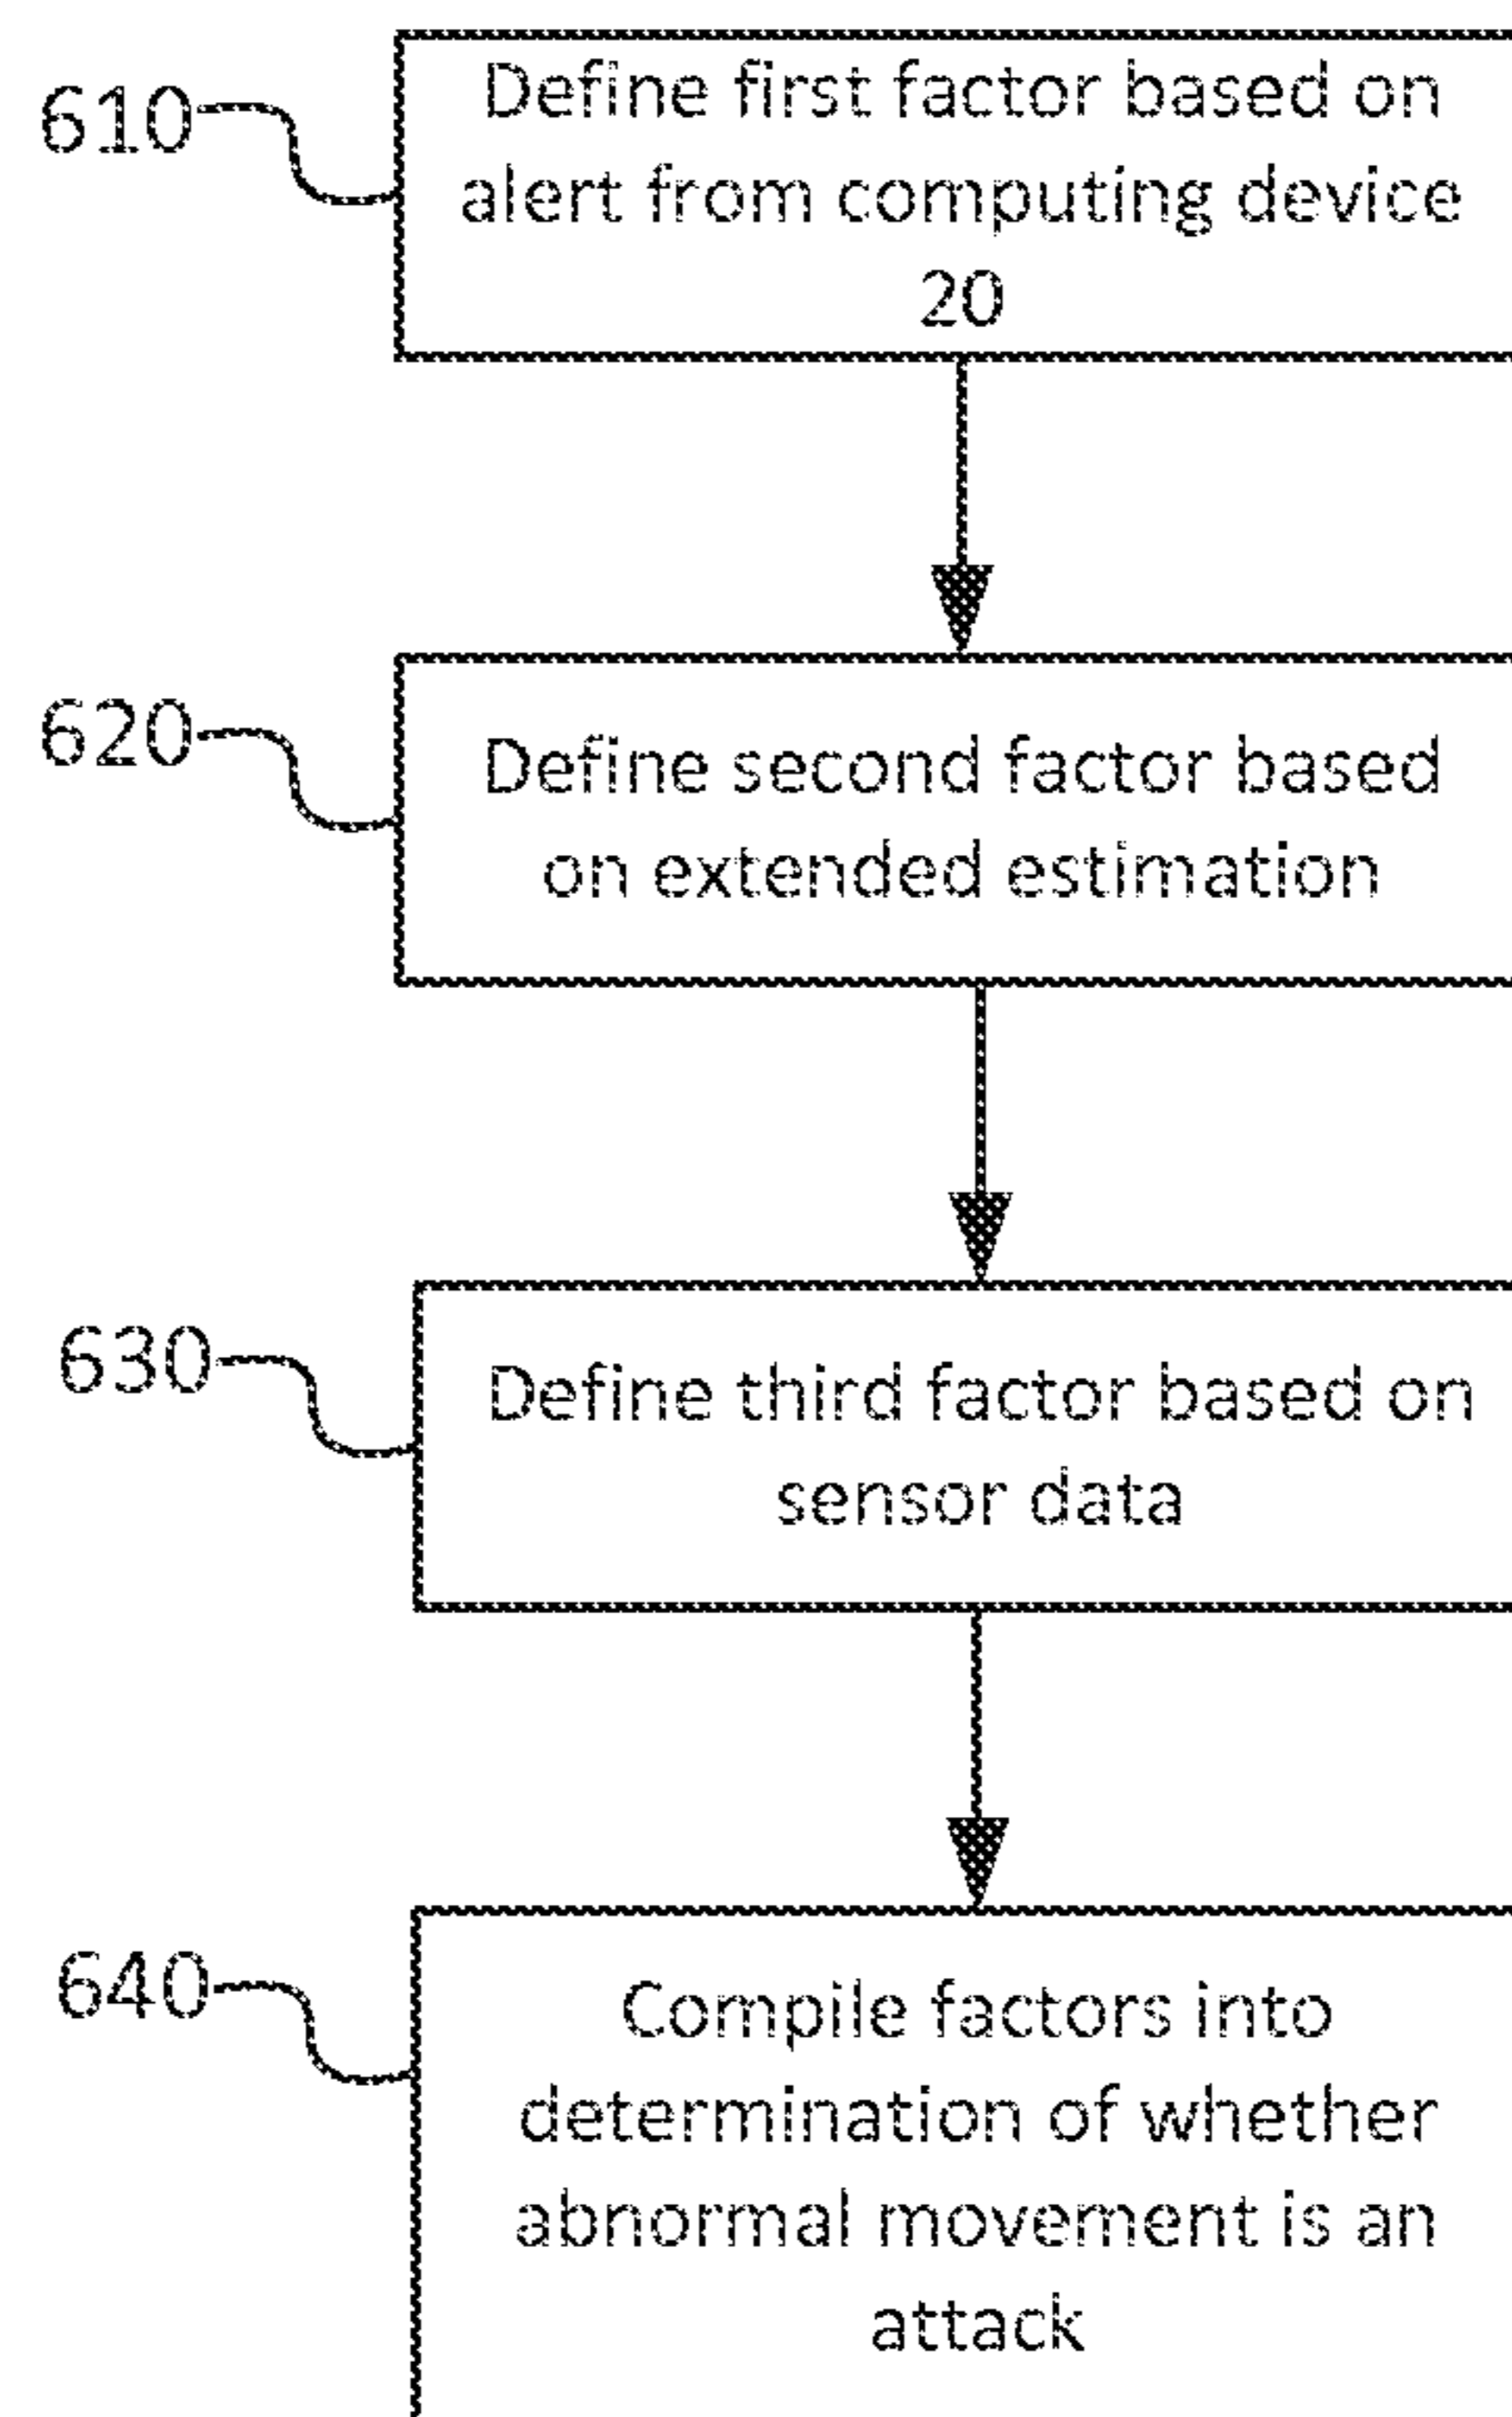 610
Define first factor based on
alert from computing device
20
620
Define second factor based
on extended estimation
630
Define third factor based on
sensor data
640
Compile factors into
determination of whether
abnormal movement is an
attack